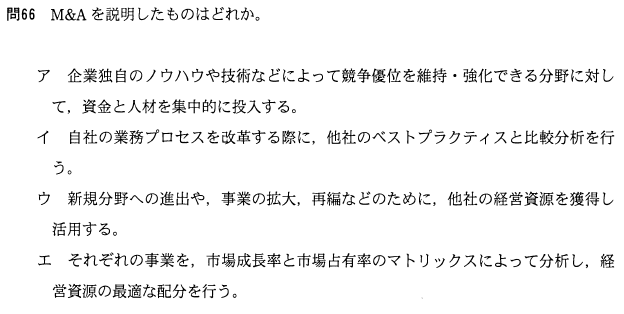 問66 M&Aを説明したものはどれか。
ア 企業独自のノウハウや技術などによって競争優位を維持・強化できる分野に対し
て，資金と人材を集中的に投入する。
イ 自社の業務プロセスを改革する際に，他社のベストプラクティスと比較分析を行
う。
ウ 新規分野への進出や，事業の拡大，再編などのために，他社の経営資源を獲得し
活用する。
エ それぞれの事業を，市場成長率と市場占有率のマトリックスによって分析し，経
営資源の最適な配分を行う。